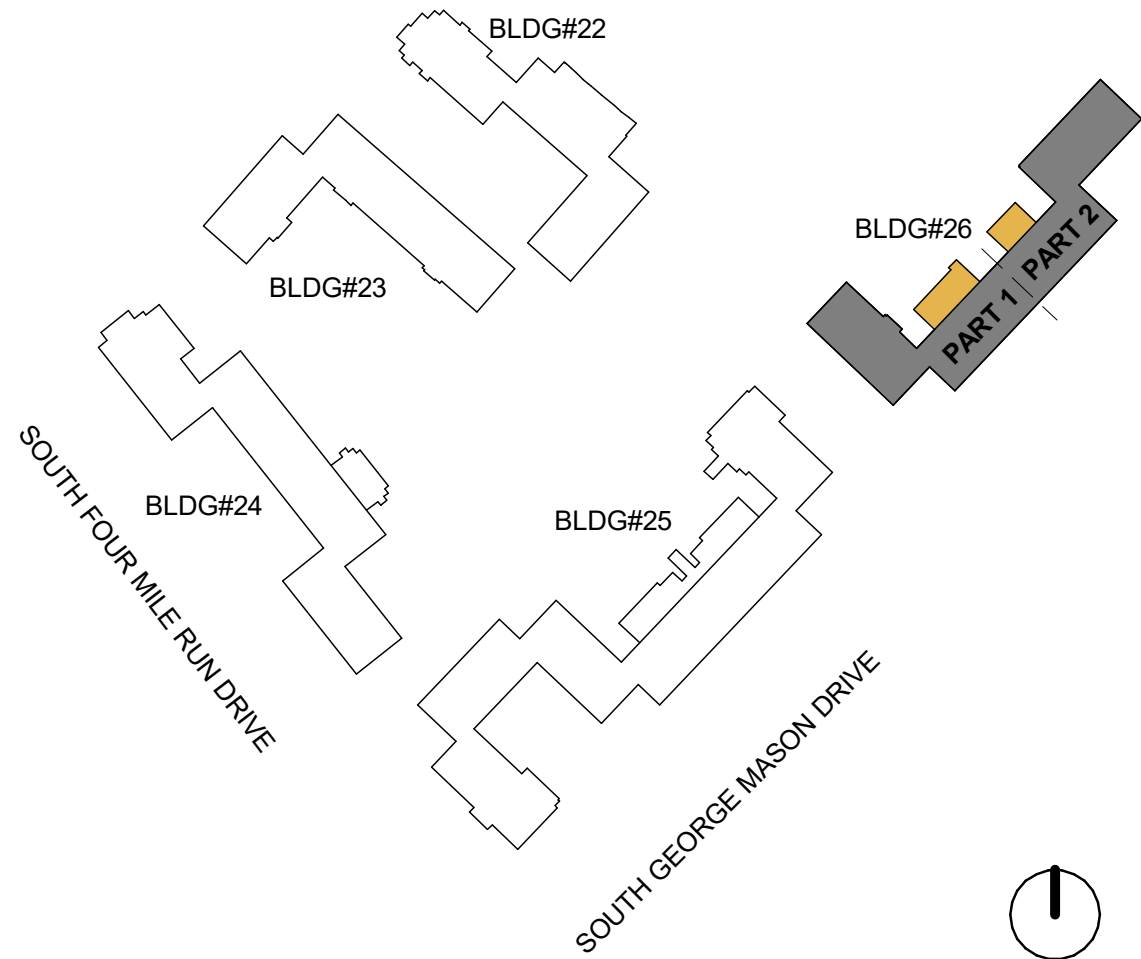 BLDG#22
BLDG#26
PART 2
BLDG#23
PART 1
BLDG#24
BLDG#25
SOUTH FOUR MILE RUN DRIVE
SOUTH GEORGE MASON DRIVE